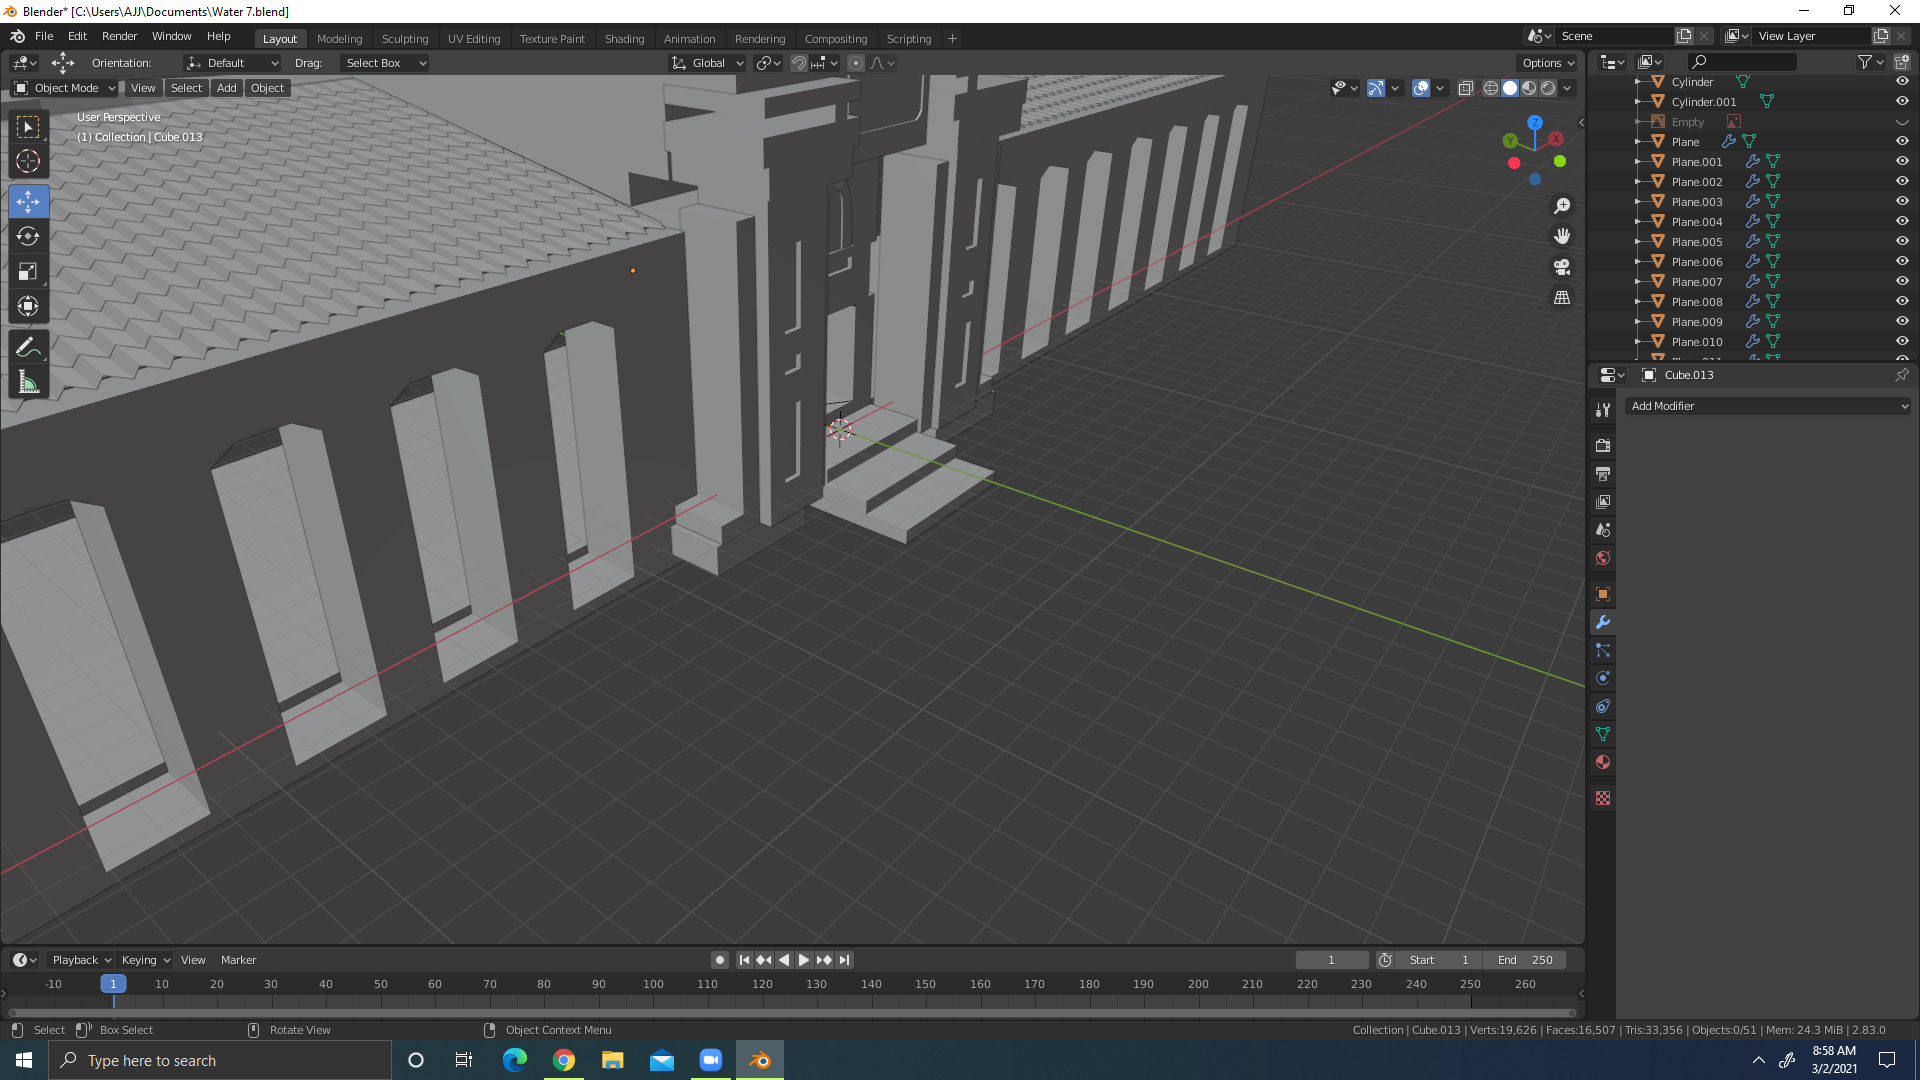 Blender* [C:\Users\AJJ\Documents\Water 7.blend]
File Edit Render Window Help Layout Modeling Sculpting UV Editing Texture Paint Shading Animation Rendering Compositing Scripting + Scene View Layer
Orientation: Default Drag: Select Box Global Options
Object Mode View Select Add Object
User Perspective
(1) Collection | Cube.013
Z
Y
X
Cylinder
Cylinder.001
Empty
Plane
Plane.001
Plane.002
Plane.003
Plane.004
Plane.005
Plane.006
Plane.007
Plane.008
Plane.009
Plane.010
Plane.011
Cube.013
Add Modifier
Playback Keying View Marker 1 Start 1 End 250
-10 1 10 20 30 40 50 60 70 80 90 100 110 120 130 140 150 160 170 180 190 200 210 220 230 240 250 260
Select Box Select Rotate View Object Context Menu Collection | Cube.013 | Verts:19,626 | Faces:16,507 | Tris:33,356 | Objects:0/51 | Mem: 24.3 MiB | 2.83.0
Type here to search
8:58 AM
3/2/2021